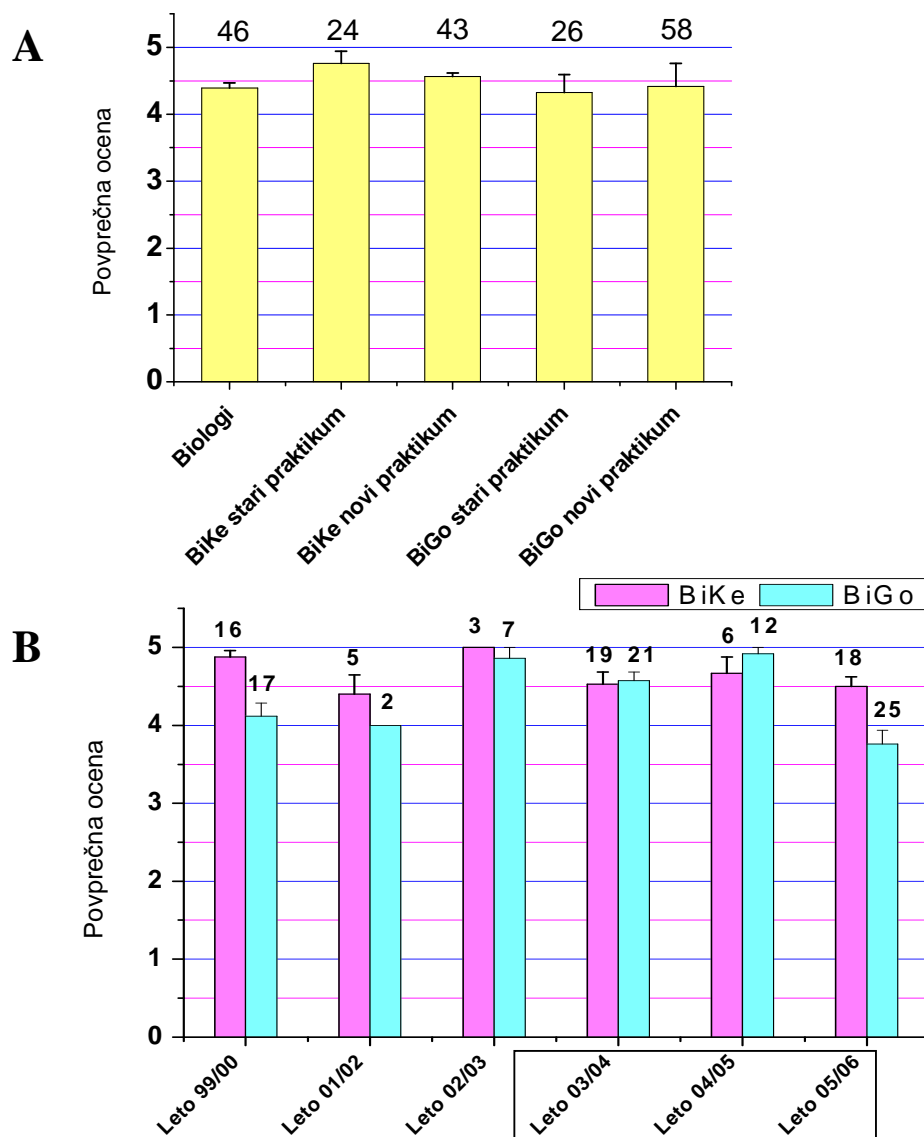 A
46 24 43 26 58
5
4
3
2
1
0
Povprečna ocena
Biologi
BiKe stari praktikum
BiKe novi praktikum
BiGo stari praktikum
BiGo novi praktikum
BiKe BiGo
B
16 17 5 2 3 7 19 21 6 12 18 25
5
4
3
2
1
0
Povprečna ocena
Leto 99/00
Leto 01/02
Leto 02/03
Leto 03/04
Leto 04/05
Leto 05/06